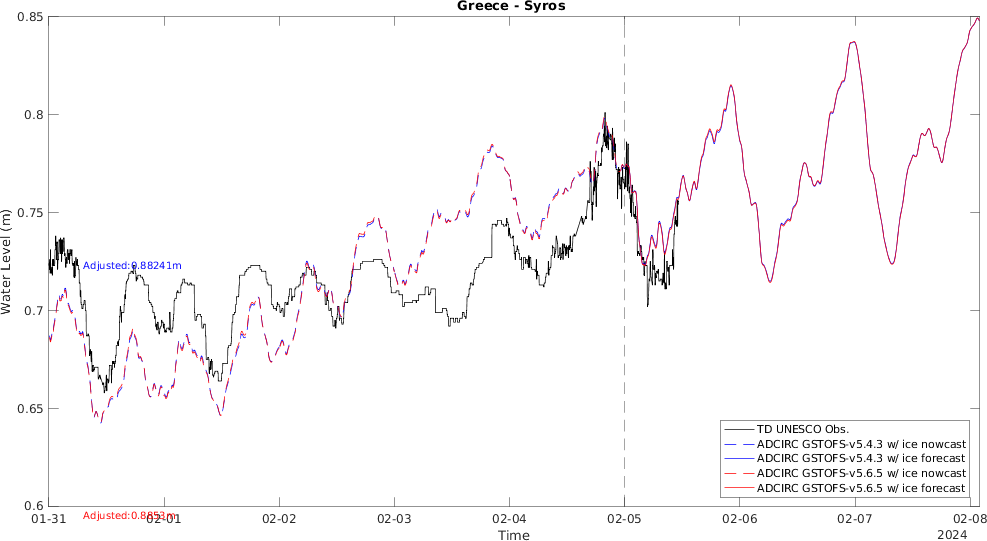 Greece - Syros
0.85
0.8
0.75
0.7
0.65
0.6
Water Level (m)
Adjusted:0.88241m
Adjusted:0.8853m
01-31
02-01
02-02
02-03
02-04
02-05
02-06
02-07
02-08
2024
Time
TD UNESCO Obs.
ADCIRC GSTOFS-v5.4.3 w/ ice nowcast
ADCIRC GSTOFS-v5.4.3 w/ ice forecast
ADCIRC GSTOFS-v5.6.5 w/ ice nowcast
ADCIRC GSTOFS-v5.6.5 w/ ice forecast